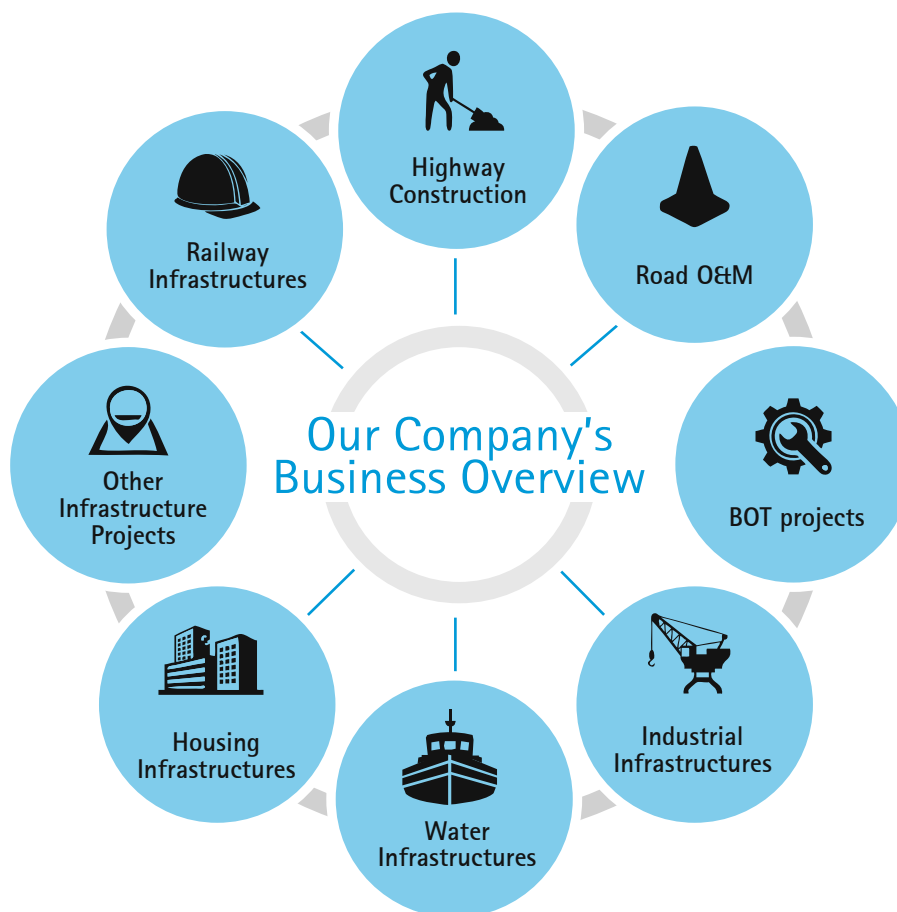 Highway
Construction
Railway
Infrastructures
Road O&M
Our Company's
Business Overview
Other
Infrastructure
Projects
BOT projects
Housing
Infrastructures
Industrial
Infrastructures
Water
Infrastructures